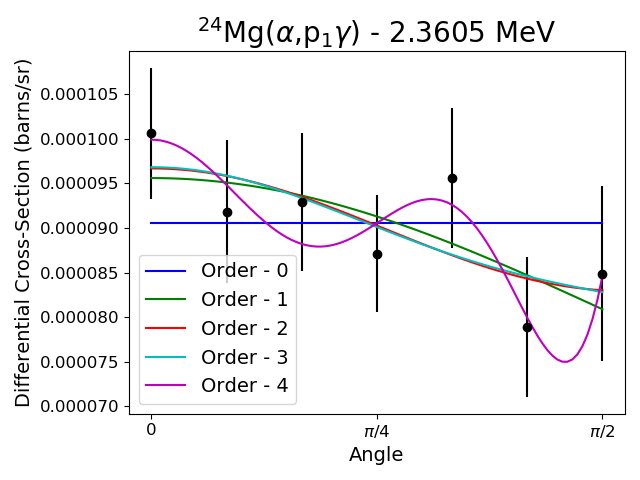 ²⁴Mg(α,p₁γ) - 2.3605 MeV
Differential Cross-Section (barns/sr)
0.000105
0.000100
0.000095
0.000090
0.000085
0.000080
0.000075
0.000070
Order - 0
Order - 1
Order - 2
Order - 3
Order - 4
0 π/4 π/2
Angle